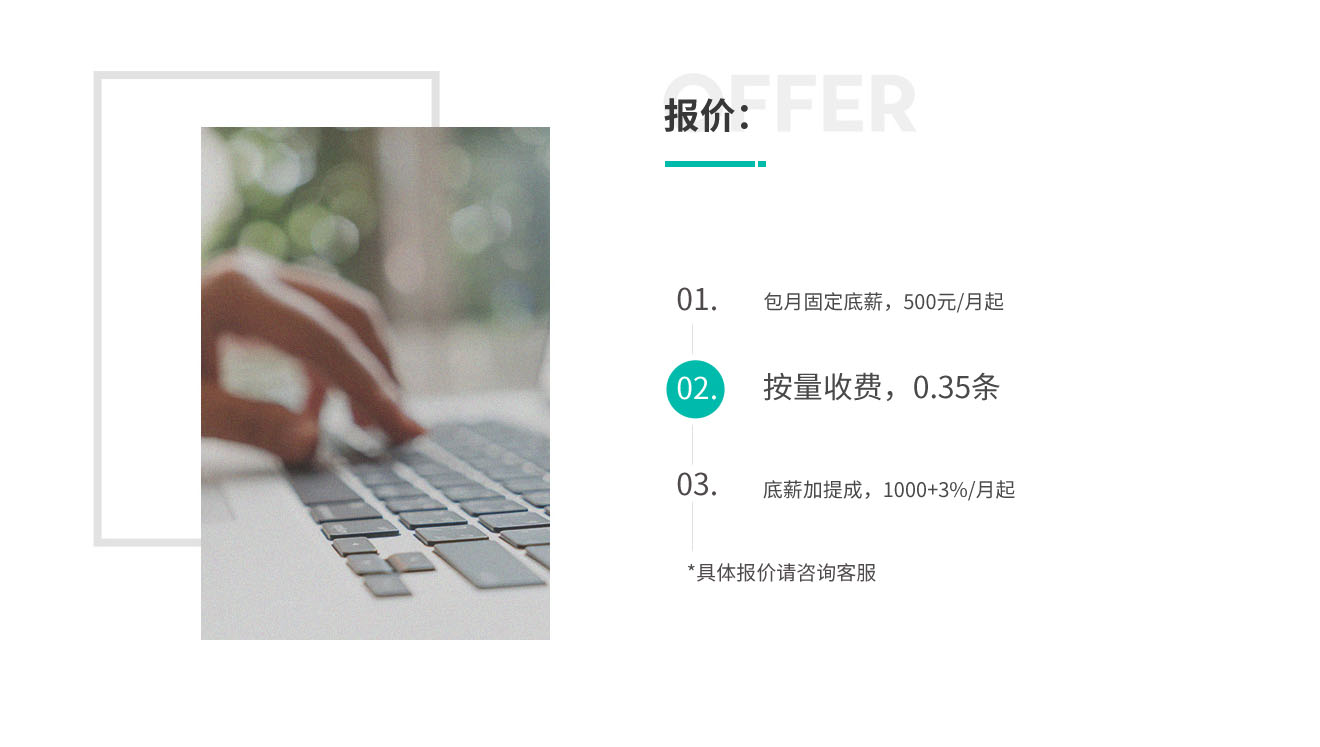 OFFER
报价：
01.
包月固定底薪，500元/月起
02.
按量收费，0.35条
03.
底薪加提成，1000+3%/月起
*具体报价请咨询客服